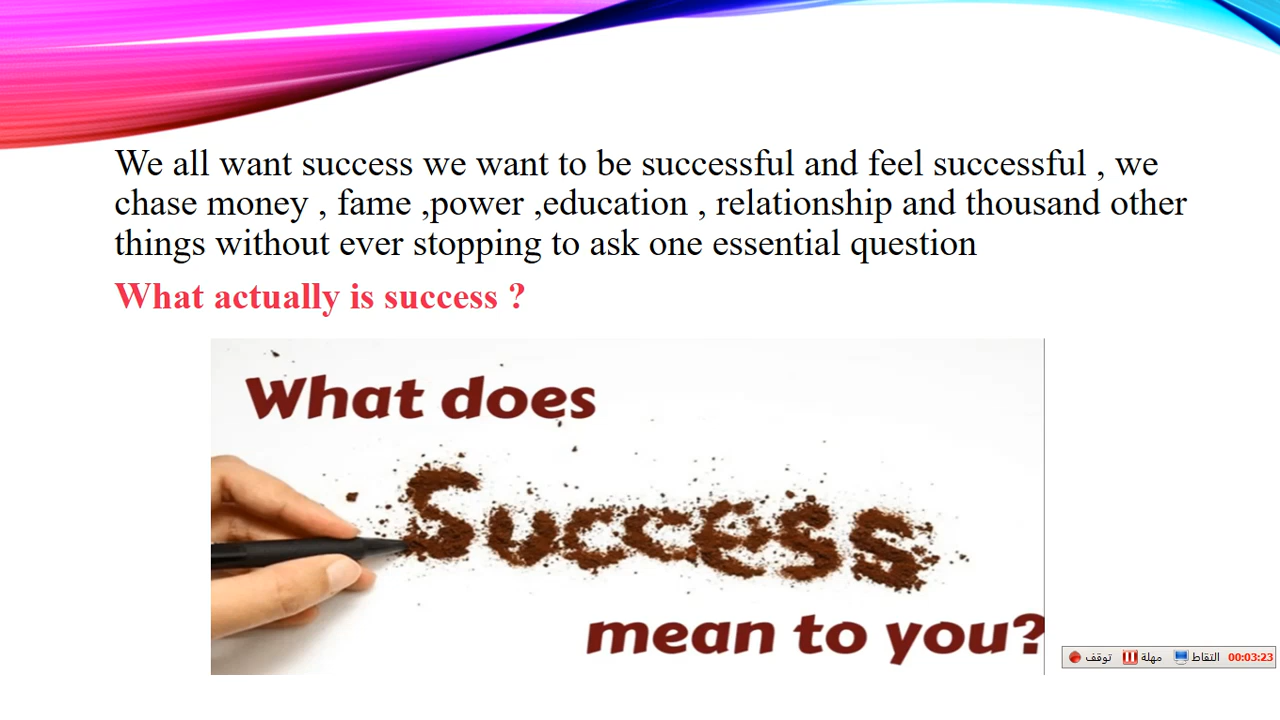 We all want success we want to be successful and feel successful , we
chase money , fame ,power ,education , relationship and thousand other
things without ever stopping to ask one essential question
What actually is success ?
What does
Success
mean to you?
توقف مهلة التقاط 00:03:23